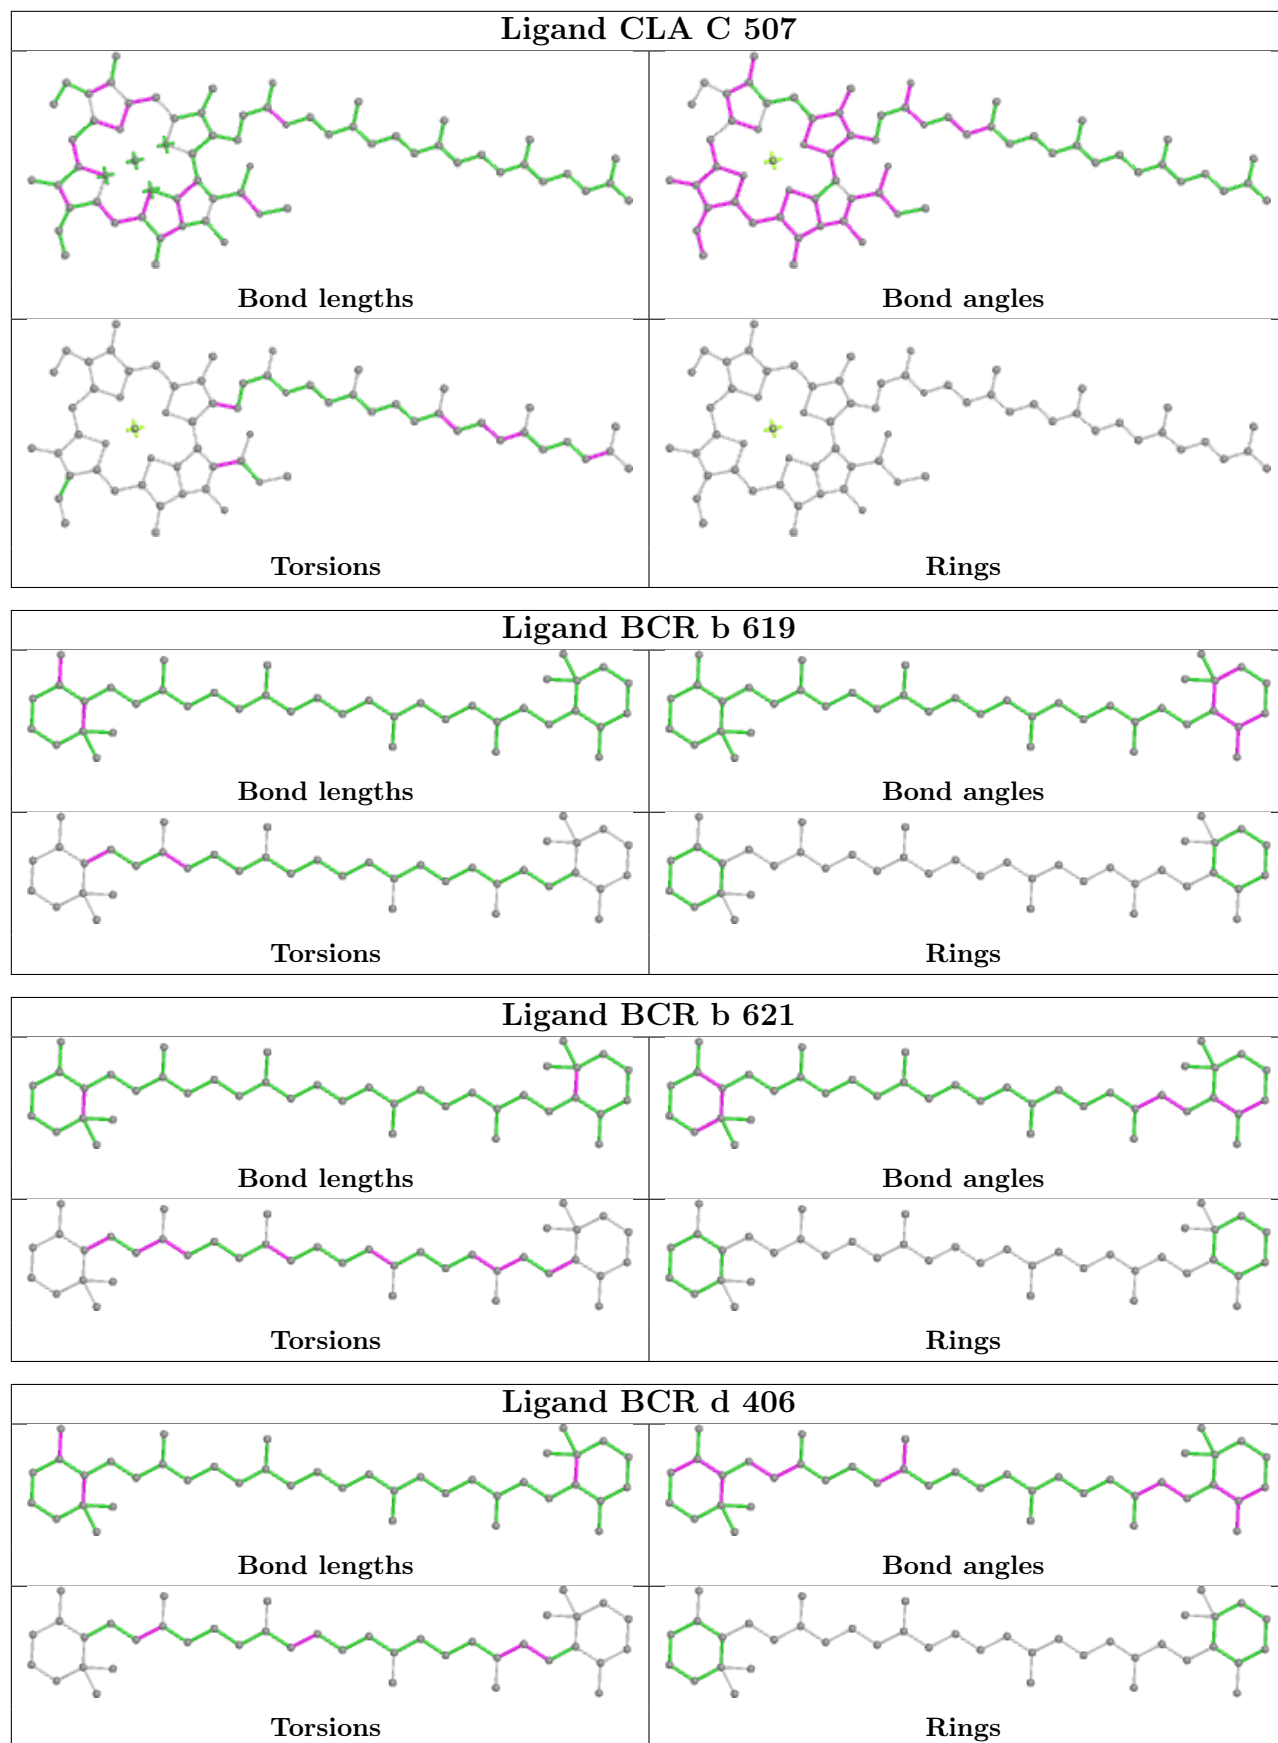 Ligand CLA C 507
Bond lengths
Bond angles
Torsions
Rings
Ligand BCR b 619
Bond lengths
Bond angles
Torsions
Rings
Ligand BCR b 621
Bond lengths
Bond angles
Torsions
Rings
Ligand BCR d 406
Bond lengths
Bond angles
Torsions
Rings